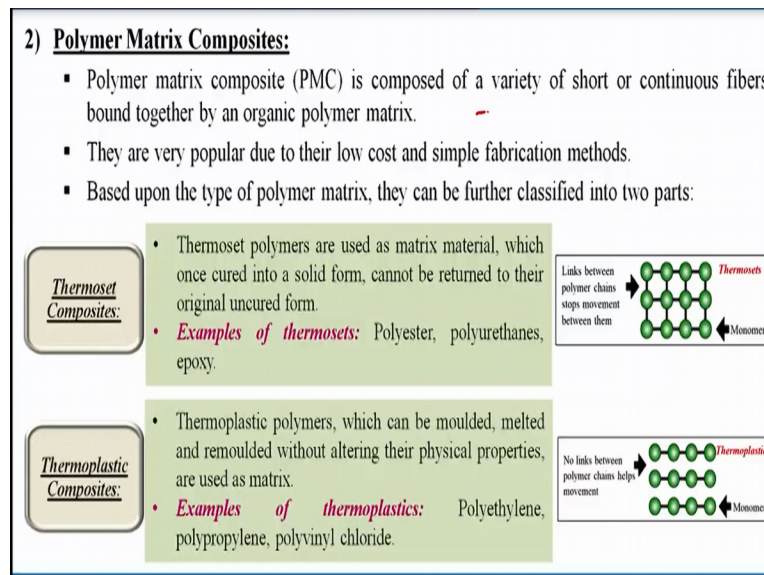 2) Polymer Matrix Composites:
▪ Polymer matrix composite (PMC) is composed of a variety of short or continuous fibers
bound together by an organic polymer matrix.
▪ They are very popular due to their low cost and simple fabrication methods.
▪ Based upon the type of polymer matrix, they can be further classified into two parts:
Thermoset
Composites:
• Thermoset polymers are used as matrix material, which
once cured into a solid form, cannot be returned to their
original uncured form.
• Examples of thermosets: Polyester, polyurethanes,
epoxy.
Links between
polymer chains
stops movement
between them
Thermosets
Monomer
Thermoplastic
Composites:
• Thermoplastic polymers, which can be moulded, melted
and remoulded without altering their physical properties,
are used as matrix.
• Examples of thermoplastics: Polyethylene,
polypropylene, polyvinyl chloride.
No links between
polymer chains helps
movement
Thermoplastic
Monomer